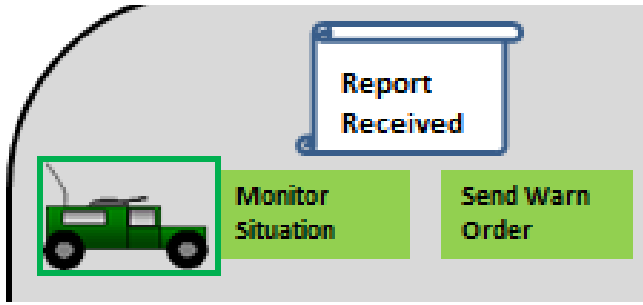 Report
Received
Monitor
Situation
Send Warn
Order